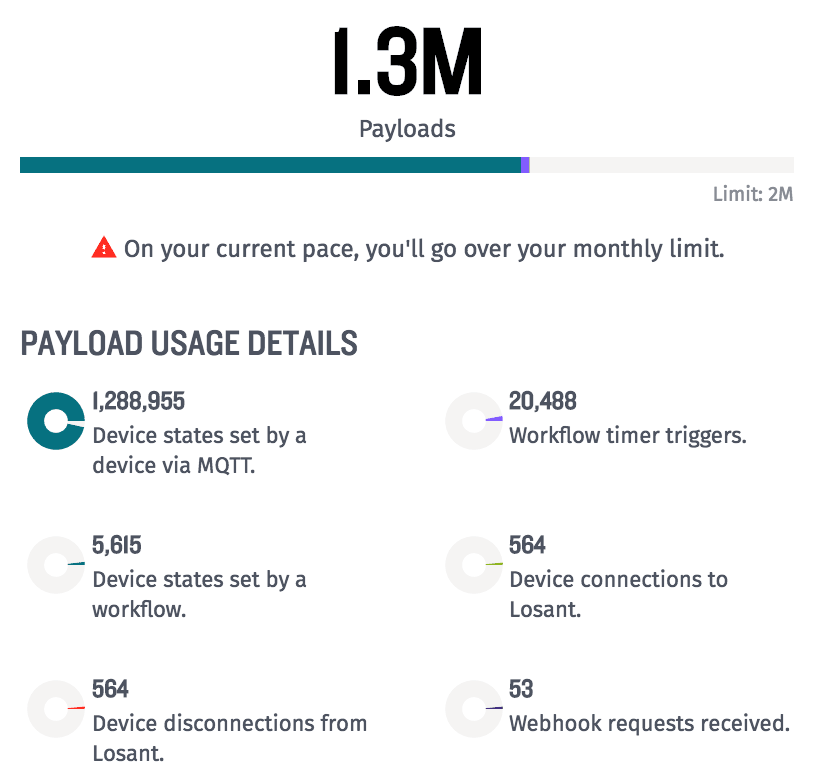 1.3M
Payloads
Limit: 2M
On your current pace, you'll go over your monthly limit.
PAYLOAD USAGE DETAILS
1,288,955
Device states set by a
device via MQTT.
20,488
Workflow timer triggers.
5,615
Device states set by a
workflow.
564
Device connections to
Losant.
564
Device disconnections from
Losant.
53
Webhook requests received.